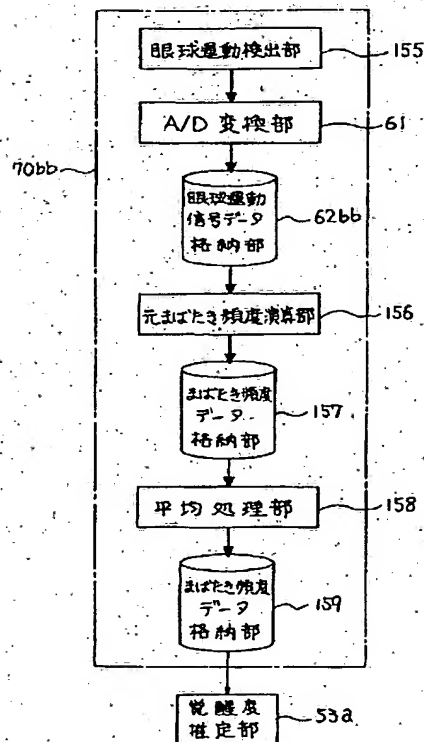 眼球運動検出部 155
A/D 変換部 61
70bb
眼球運動
信号データ 62bb
格納部
元まばたき頻度演算部 156
まばたき頻度
データ 157
格納部
平均処理部 158
まばたき頻度
データ 159
格納部
覚醒度 53a
推定部